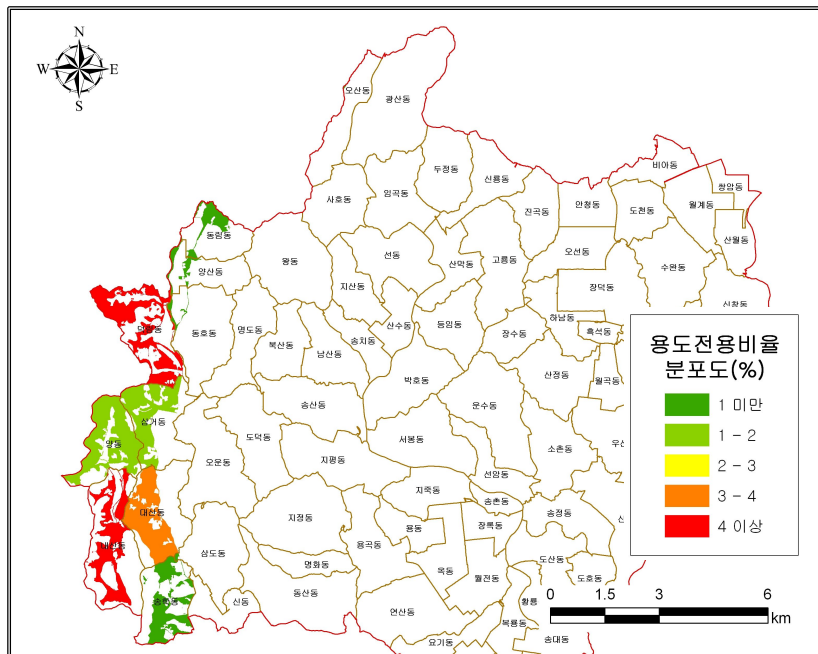 N
W
E
S
오산동
광산동
두정동
신룡동
비아동
쌍암동
사호동
임곡동
진곡동
안청동
도천동
월계동
산월동
동림동
왕동
선동
산막동
고룡동
오선동
수완동
양산동
지산동
장덕동
신창동
동호동
명도동
북산동
남산동
송치동
산수동
등임동
장수동
하남동
흑석동
산정동
월곡동
박호동
삼거동
송산동
운수동
양동
도덕동
서봉동
소촌동
우산
오운동
지평동
선암동
지죽동
송촌동
대산동
지정동
용동
장록동
송정동
삼도동
용곡동
명화동
옥동
월전동
도산동
도호동
송학동
신동
동산동
연산동
황룡
복룡동
요기동
송대동
용도전용비율
분포도(%)
1 미만
1 - 2
2 - 3
3 - 4
4 이상
0 1.5 3 6
km